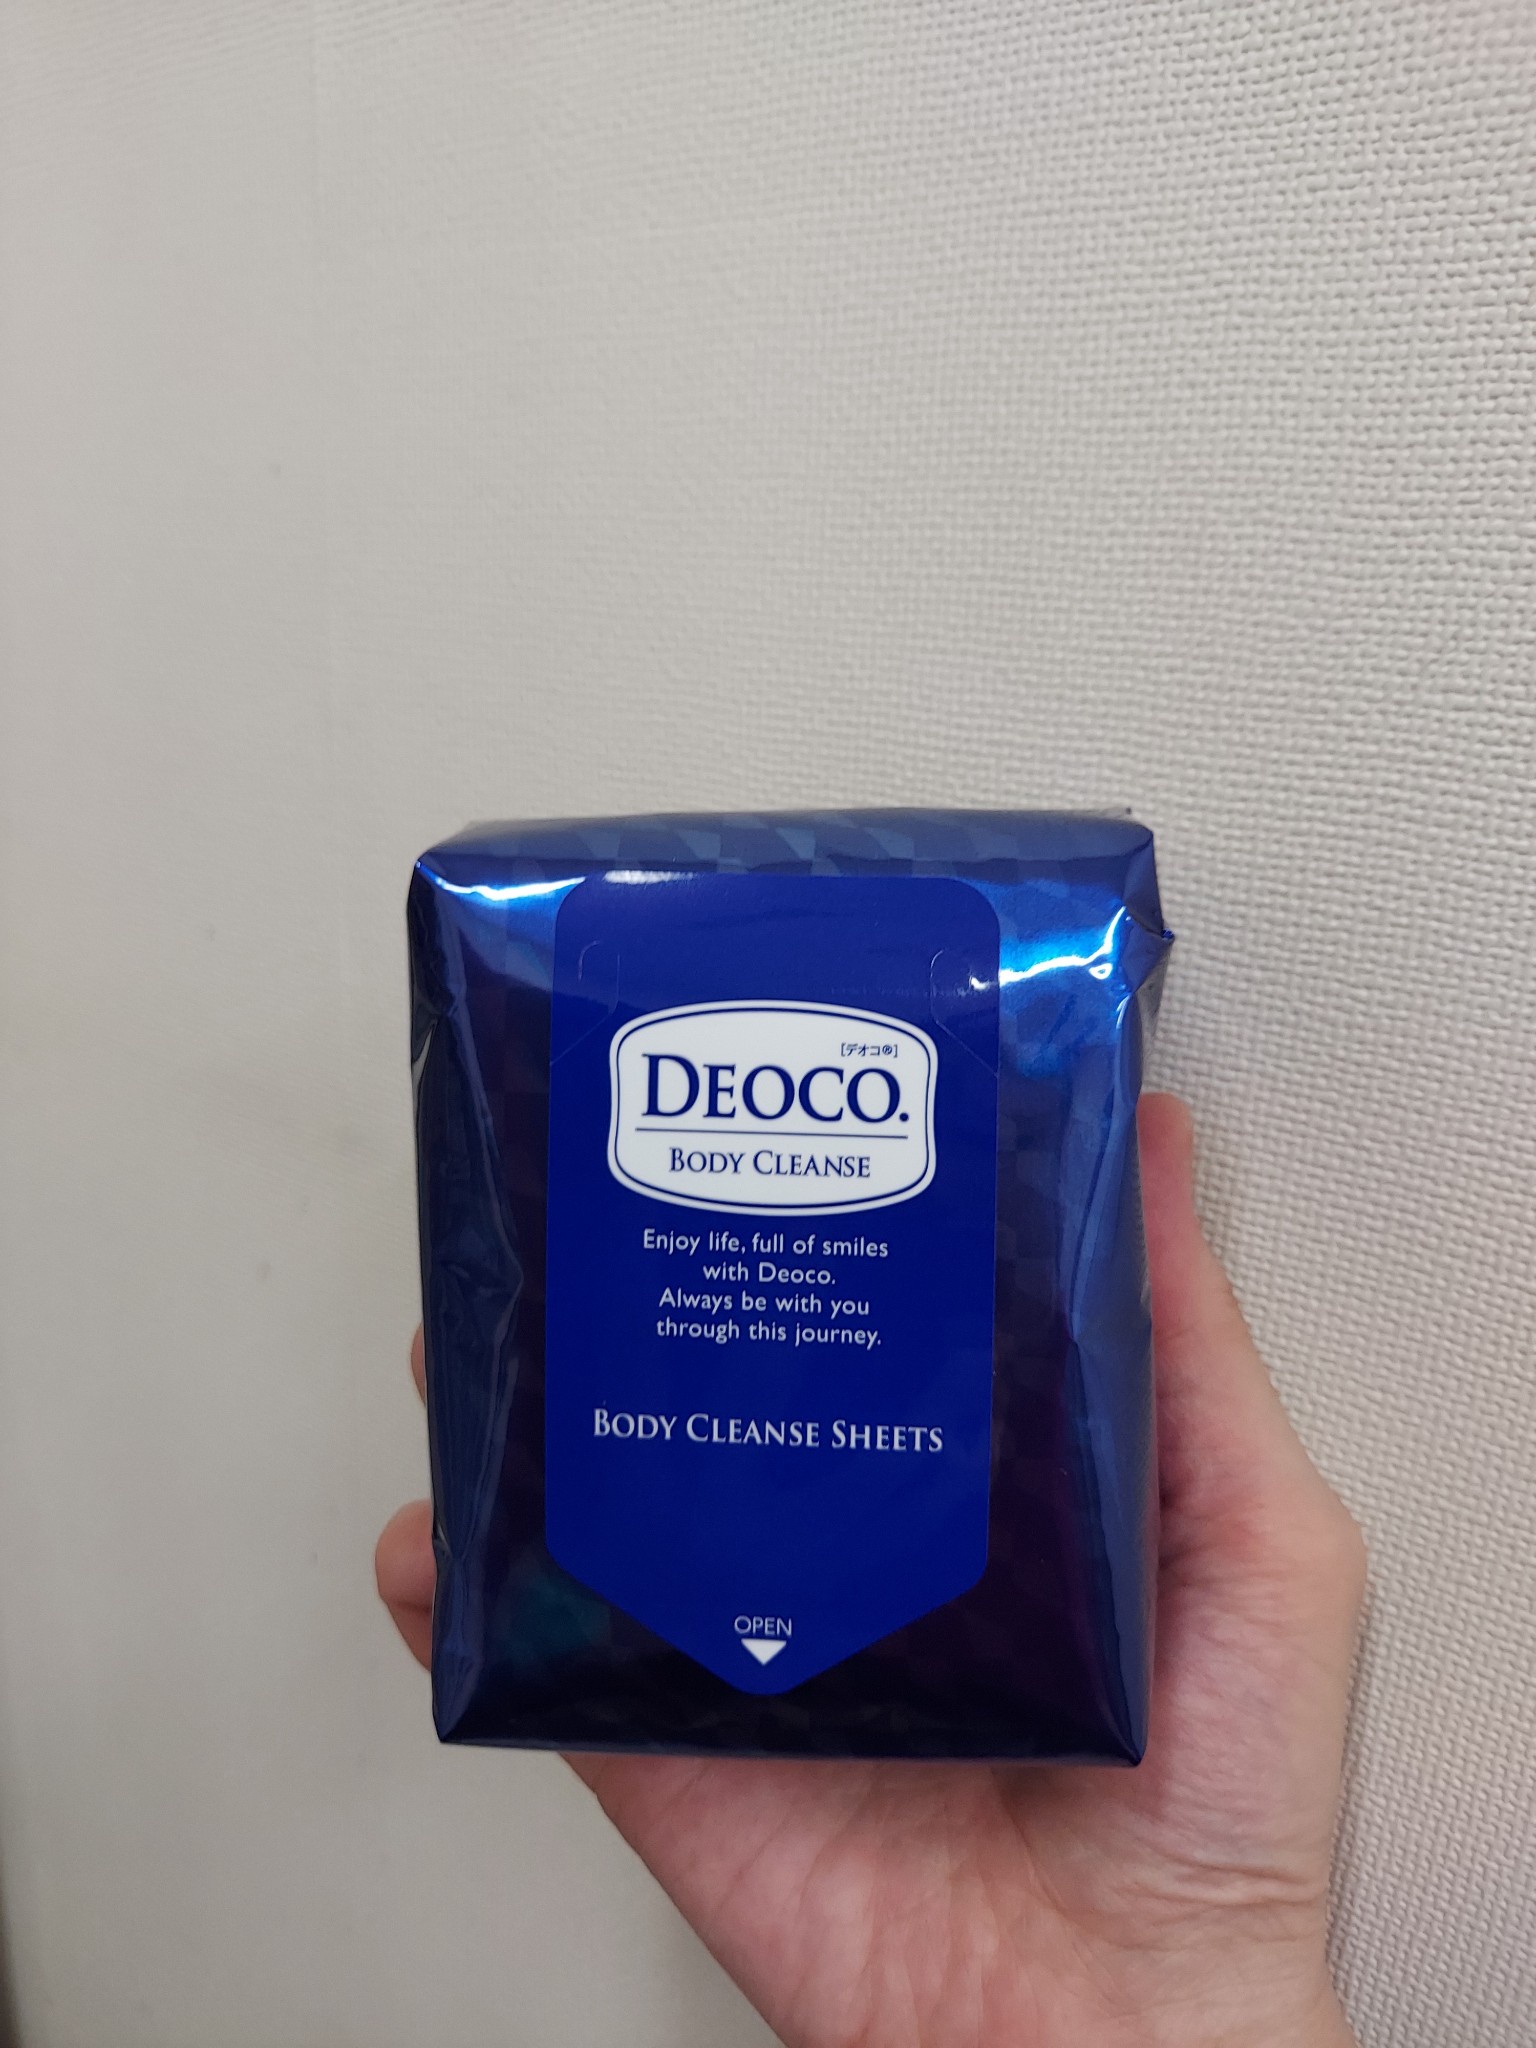 [デオコ®]
DEOCO.
BODY CLEANSE
Enjoy life, full of smiles
with Deoco.
Always be with you
through this journey.
BODY CLEANSE SHEETS
OPEN